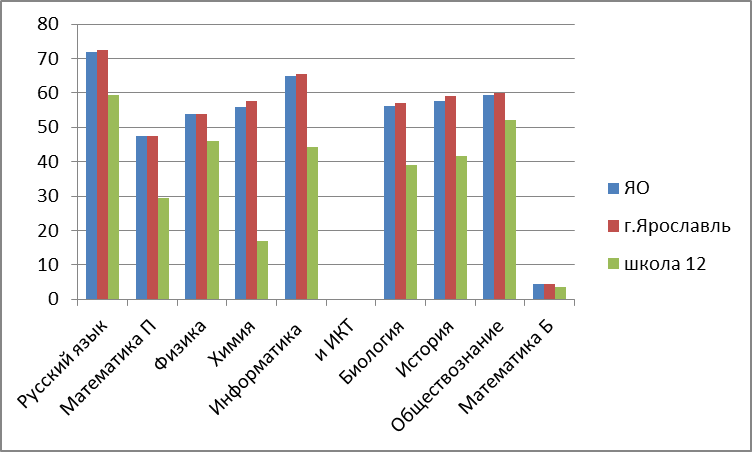 80
70
60
50
40
30
20
10
0
Русский язык
Математика П
Физика
Химия
Информатика
и ИКТ
Биология
История
Обществознание
Математика Б
ЯО
г.Ярославль
школа 12